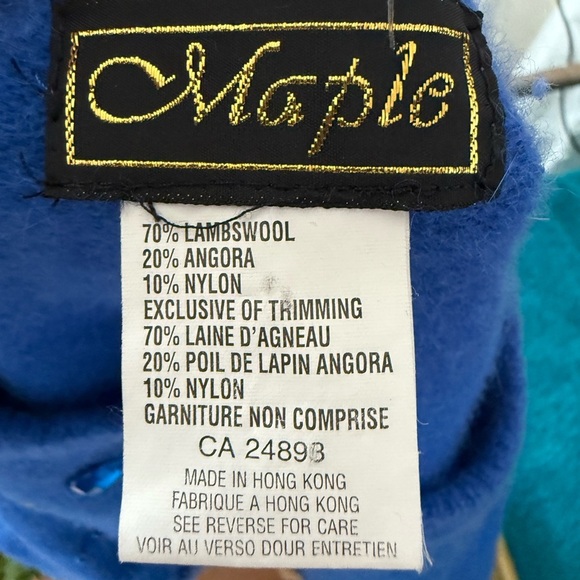 Maple
70% LAMBSWOOL
20% ANGORA
10% NYLON
EXCLUSIVE OF TRIMMING
70% LAINE D'AGNEAU
20% POIL DE LAPIN ANGORA
10% NYLON
GARNITURE NON COMPRISE
CA 24893
MADE IN HONG KONG
FABRIQUE A HONG KONG
SEE REVERSE FOR CARE
VOIR AU VERSO DOUR ENTRETIEN